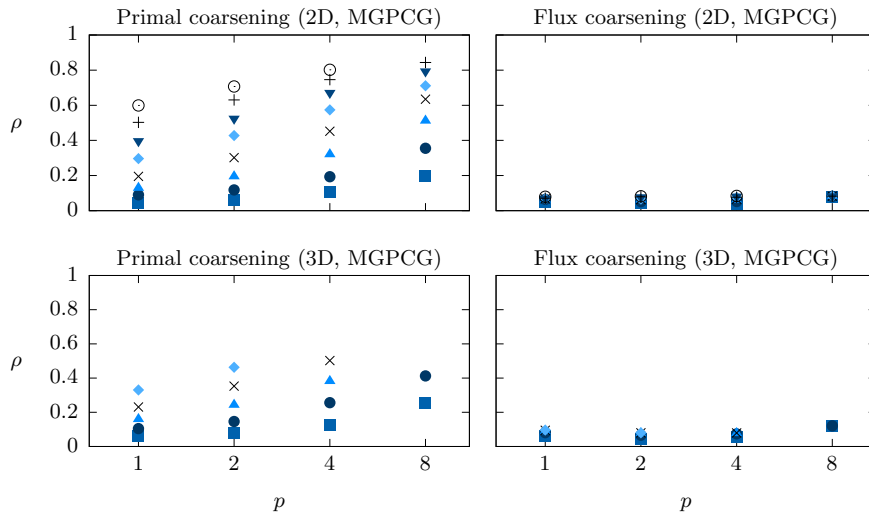 Primal coarsening (2D, MGPCG)
Flux coarsening (2D, MGPCG)
1
0.8
0.6
0.4
0.2
0
ρ
Primal coarsening (3D, MGPCG)
Flux coarsening (3D, MGPCG)
1
0.8
0.6
0.4
0.2
0
ρ
1 2 4 8
1 2 4 8
p
p